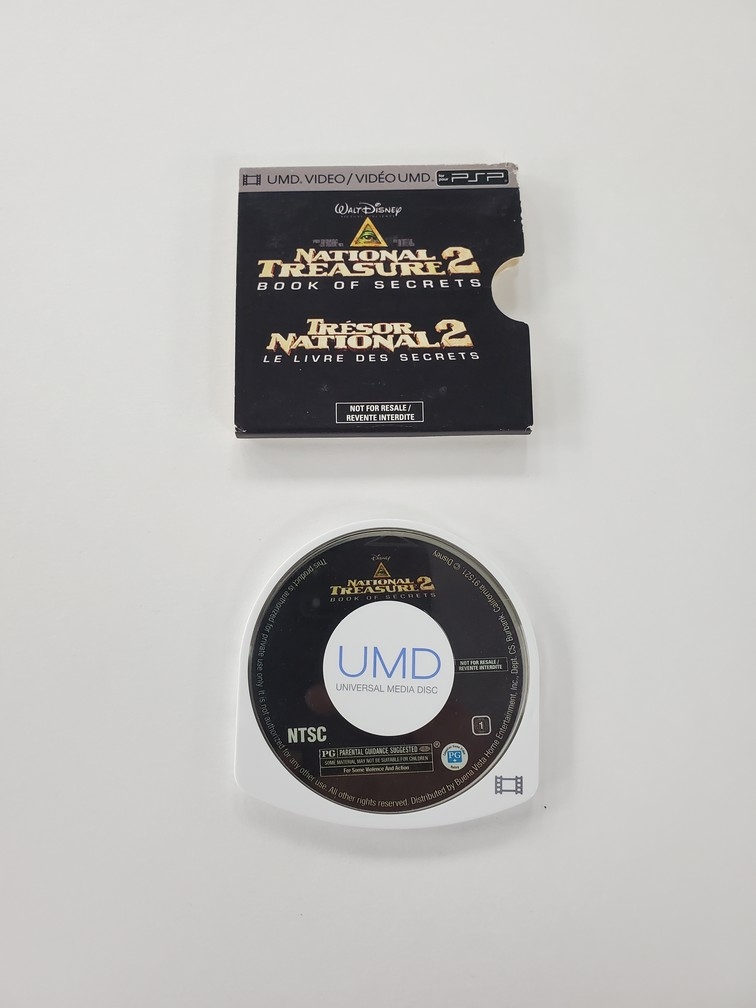 UMD. VIDEO / VIDÉO UMD. for your PSP
WALT DISNEY
NATIONAL
TREASURE 2
BOOK OF SECRETS
TRÉSOR
NATIONAL 2
LE LIVRE DES SECRETS
NOT FOR RESALE /
REVENTE INTERDITE
Disney
NATIONAL
TREASURE 2
BOOK OF SECRETS
UMD
UNIVERSAL MEDIA DISC
NOT FOR RESALE /
REVENTE INTERDITE
NTSC
1
PG PARENTAL GUIDANCE SUGGESTED
SOME MATERIAL MAY NOT BE SUITABLE FOR CHILDREN
For Some Violence And Action
PG
This product is authorized for private use only. It is not authorized for any other use. All other rights reserved. Distributed by Buena Vista Home Entertainment, Inc., Dept. CS, Burbank, California 91521 © Disney